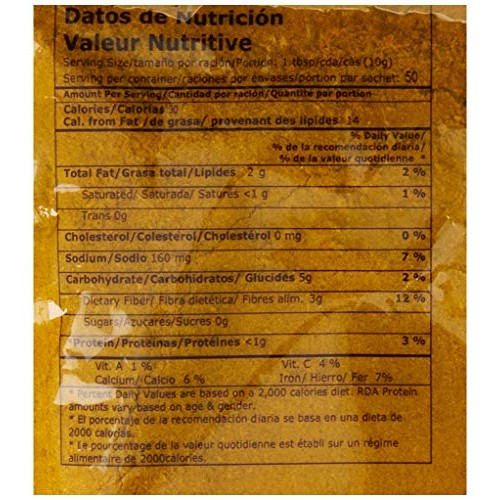 Datos de Nutrición
Valeur Nutritive
Serving Size/tamaño por ración/Portion: 1 tbsp/cda/càs (10g)
Serving per container/raciones por envases/portion par sachet: 50
Amount Per Serving/Cantidad por ración/Quantite par portion
Calories/Calorias 30
Cal. from Fat /de grasa/ provenant des lipides 14
% Daily Value/
% de la recomendación diaria/
% de la valeur quotidienne *
Total Fat/Grasa total/Lipides 2 g 2 %
Saturated/ Saturada/ Saturés <1 g 1 %
Trans 0g
Cholesterol/Colesterol/Cholestérol 0 mg 0 %
Sodium/Sodio 160 mg 7 %
Carbohydrate/Carbohidratos/ Glucides 5g 2 %
Dietary Fiber/ Fibra dietética/ Fibres alim. 3g 12 %
Sugars/Azucares/Sucres 0g
*Protein/Proteínas/Protéines <1g 3 %
Vit. A 1 % Vit. C 4 %
Calcium/Calcio 6 % Iron/ Hierro/ Fer 7%
* Percent Daily Values are based on a 2,000 calories diet. RDA Protein
amounts vary based on age & gender.
* El porcentaje de la recomendación diaria se basa en una dieta de
2000 calorías.
* Le pourcentage de la valeur quotidienne est établi sur un régime
alimentaire de 2000calories.